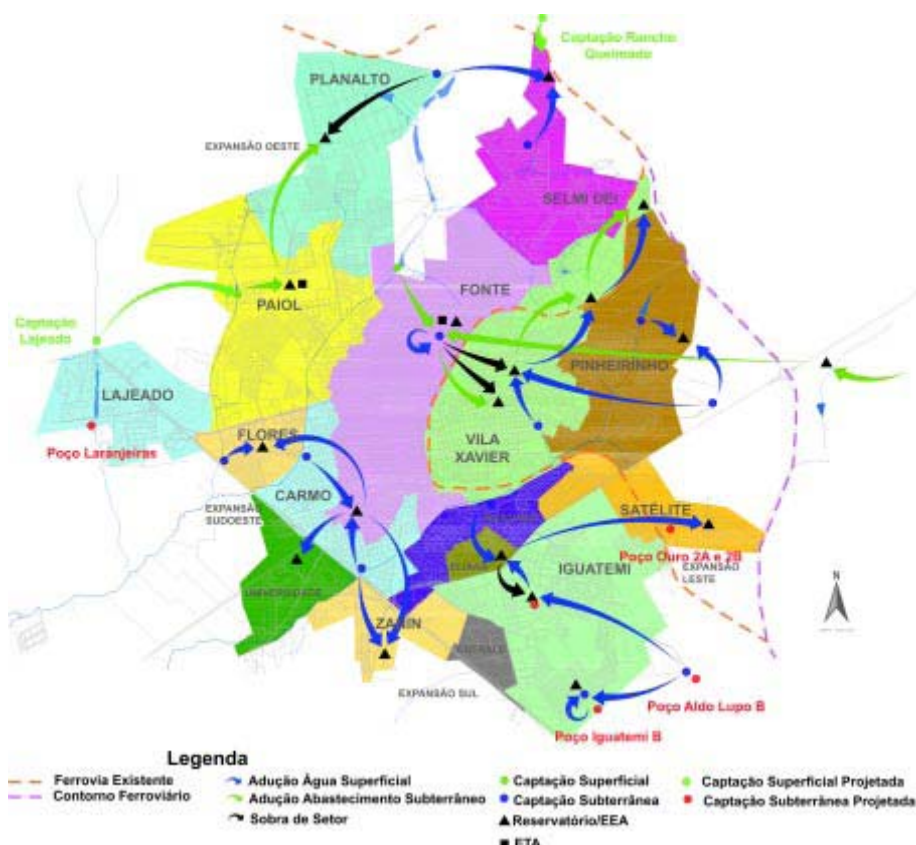 Captação Rancho
Queimado
PLANALTO
EXPANSÃO OESTE
SELMI DEI
FONTE
PAIOL
Captação
Lajeado
PINHEIRINHO
LAJEADO
Poço Laranjeiras
FLORES
VILA
XAVIER
EXPANSÃO
SUDOESTE
CARMO
SATÉLITE
Poço Ouro 2A e 2B
IGUATEMI
EXPANSÃO
LESTE
UNIVERSIDADE
N
ZANIN
EXPANSÃO SUL
Poço Aldo Lupo B
Poço Iguatemi B
Legenda
Ferrovia Existente
Contorno Ferroviário
Adução Água Superficial
Adução Abastecimento Subterrâneo
Sobra de Setor
Captação Superficial
Captação Subterrânea
Reservatório/EEA
ETA
Captação Superficial Projetada
Captação Subterrânea Projetada